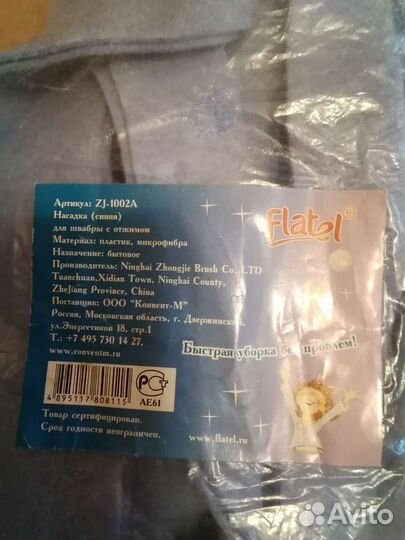 Артикул: ZJ-1002A
Насадка (синяя)
для швабры с отжимом
Материал: пластик, микрофибра
Назначение: бытовое
Производитель: Ninghai Zhongjie Brush Co. LTD
Tuanchuan,Xidian Town, Ninghai County,
ZheJiang Province, China
Поставщик: ООО "Конвент-М"
Россия, Московская область, г. Дзержинский,
ул.Энергетиков 18, стр.1
Т.: +7 495 730 14 27,
www.conventm.ru
4 895117 808115
РСТ
АЕ61
Товар сертифицирован.
Срок годности неограничен.
Flatel®
Быстрая уборка без проблем!
www.flatel.ru
Avito